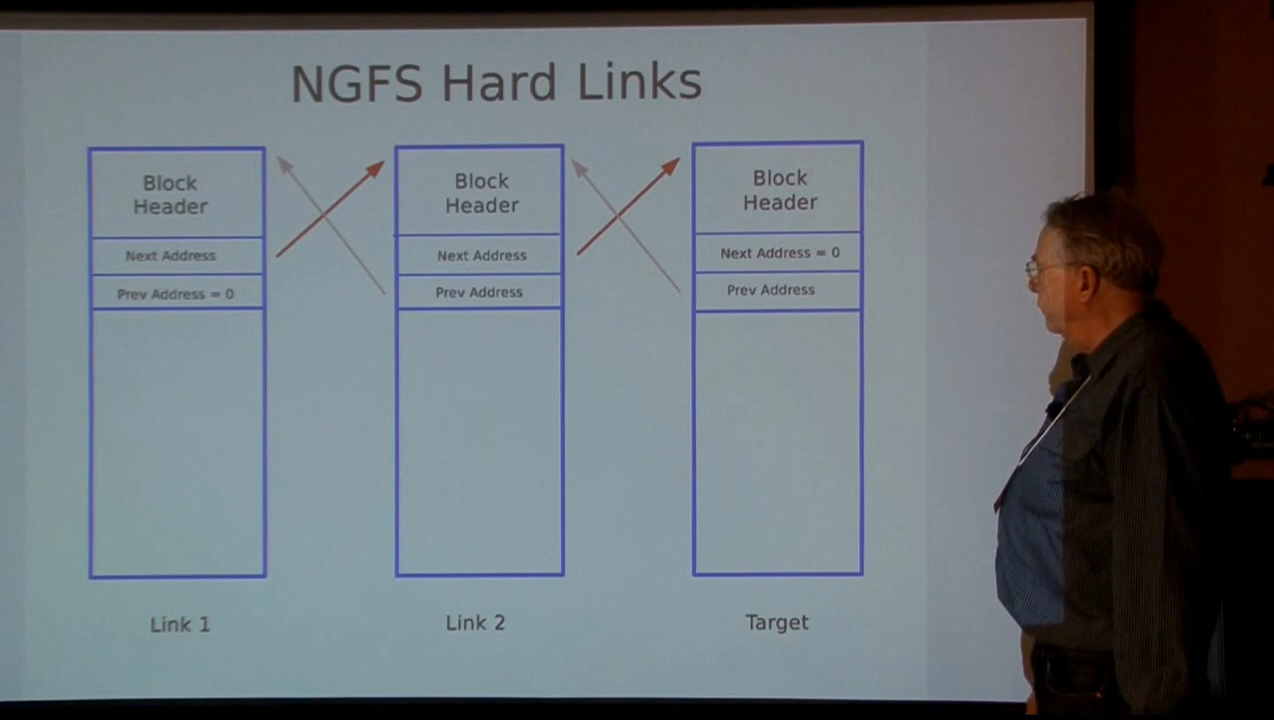 NGFS Hard Links
Block
Header
Next Address
Prev Address = 0
Link 1
Block
Header
Next Address
Prev Address
Link 2
Block
Header
Next Address = 0
Prev Address
Target